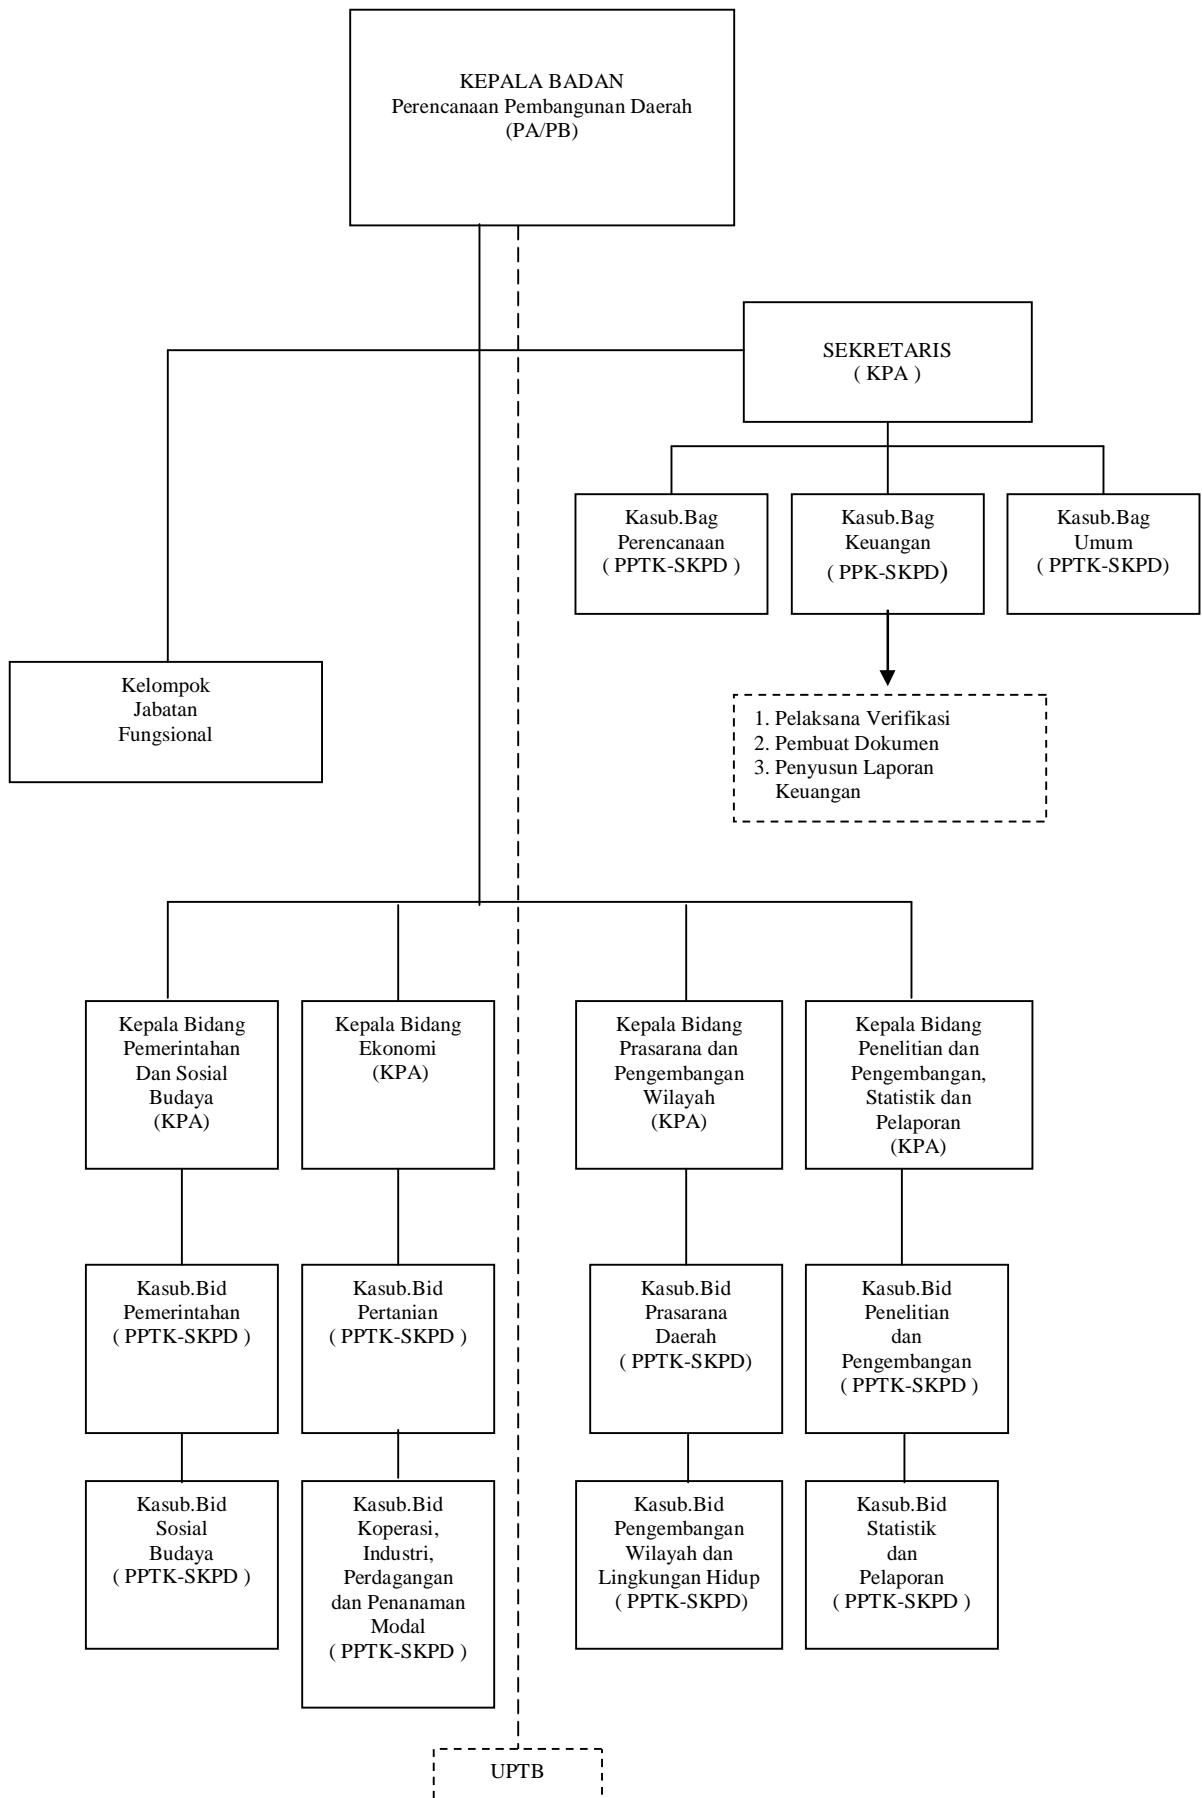 KEPALA BADAN
Perencanaan Pembangunan Daerah
(PA/PB)
SEKRETARIS
( KPA )
Kasub.Bag
Perencanaan
( PPTK-SKPD )
Kasub.Bag
Keuangan
( PPK-SKPD)
Kasub.Bag
Umum
( PPTK-SKPD)
Kelompok
Jabatan
Fungsional
1. Pelaksana Verifikasi
2. Pembuat Dokumen
3. Penyusun Laporan
Keuangan
Kepala Bidang
Pemerintahan
Dan Sosial
Budaya
(KPA)
Kepala Bidang
Ekonomi
(KPA)
Kepala Bidang
Prasarana dan
Pengembangan
Wilayah
(KPA)
Kepala Bidang
Penelitian dan
Pengembangan,
Statistik dan
Pelaporan
(KPA)
Kasub.Bid
Pemerintahan
( PPTK-SKPD )
Kasub.Bid
Pertanian
( PPTK-SKPD )
Kasub.Bid
Prasarana
Daerah
( PPTK-SKPD)
Kasub.Bid
Penelitian
dan
Pengembangan
( PPTK-SKPD )
Kasub.Bid
Sosial
Budaya
( PPTK-SKPD )
Kasub.Bid
Koperasi,
Industri,
Perdagangan
dan Penanaman
Modal
( PPTK-SKPD )
Kasub.Bid
Pengembangan
Wilayah dan
Lingkungan Hidup
( PPTK-SKPD)
Kasub.Bid
Statistik
dan
Pelaporan
( PPTK-SKPD )
UPTB